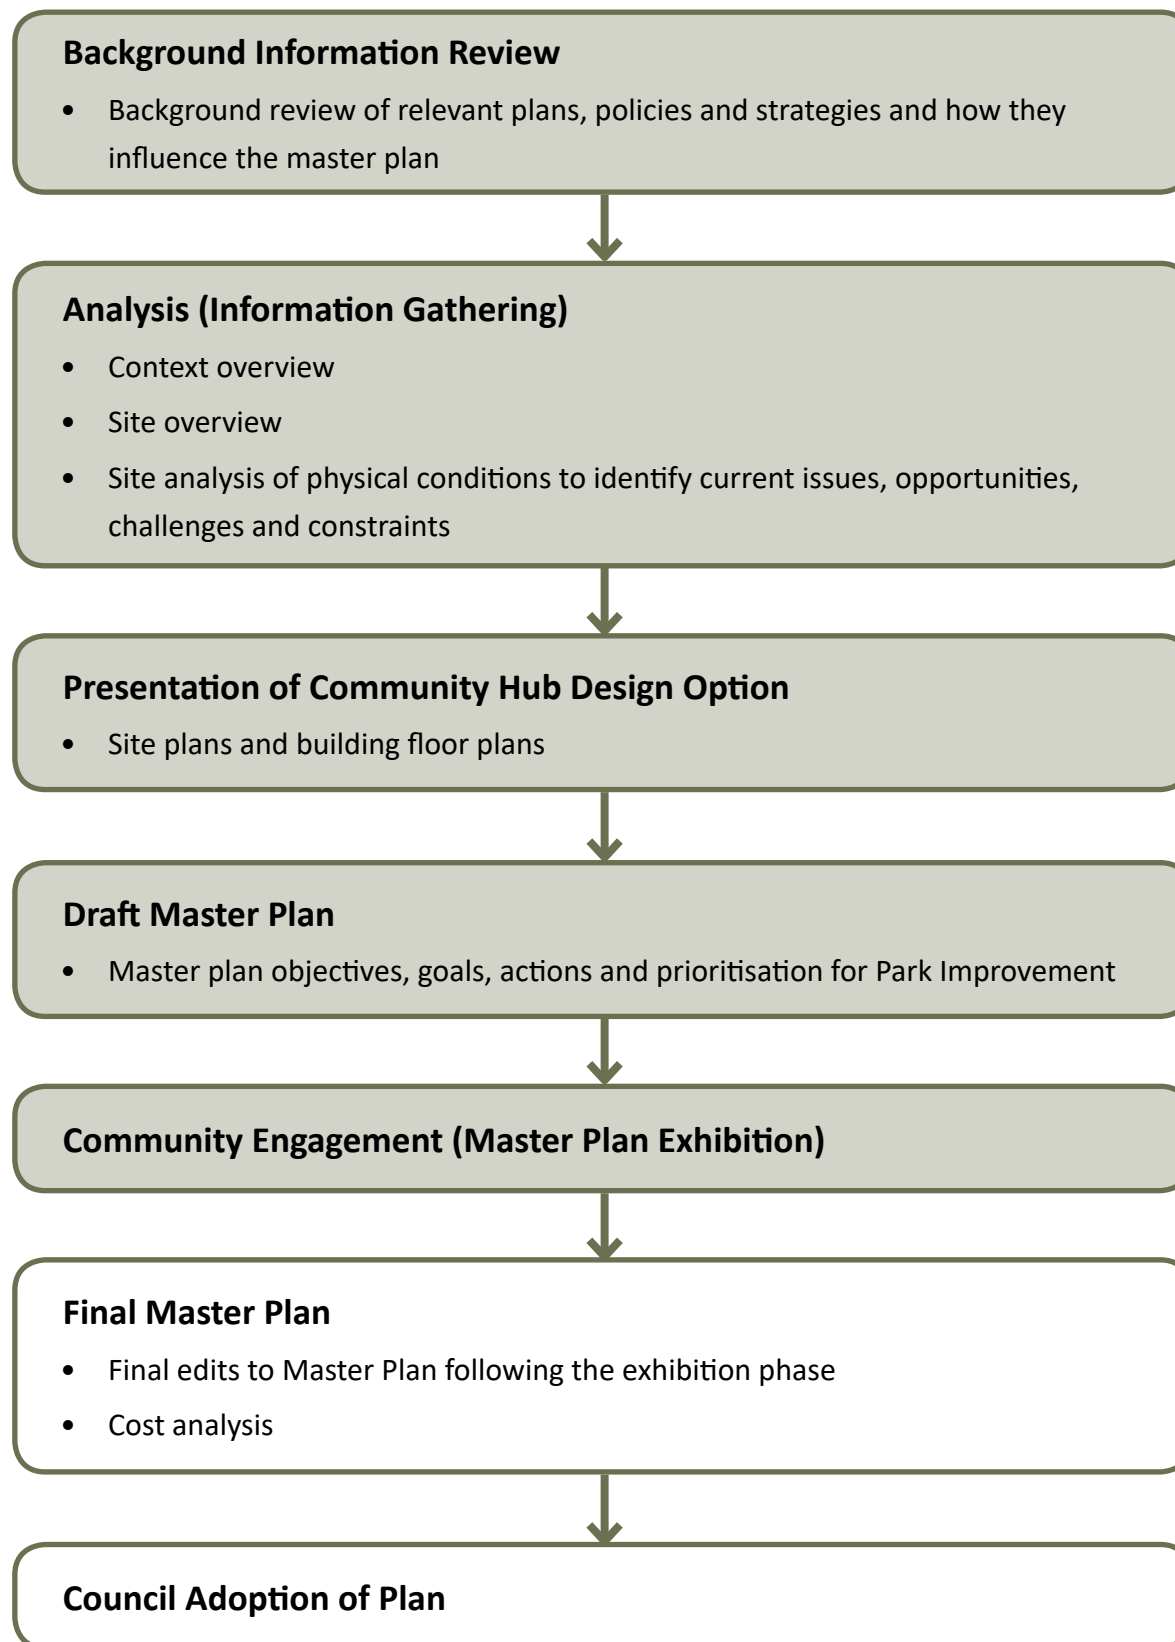 Background Information Review
• Background review of relevant plans, policies and strategies and how they
influence the master plan
Analysis (Information Gathering)
• Context overview
• Site overview
• Site analysis of physical conditions to identify current issues, opportunities,
challenges and constraints
Presentation of Community Hub Design Option
• Site plans and building floor plans
Draft Master Plan
• Master plan objectives, goals, actions and prioritisation for Park Improvement
Community Engagement (Master Plan Exhibition)
Final Master Plan
• Final edits to Master Plan following the exhibition phase
• Cost analysis
Council Adoption of Plan